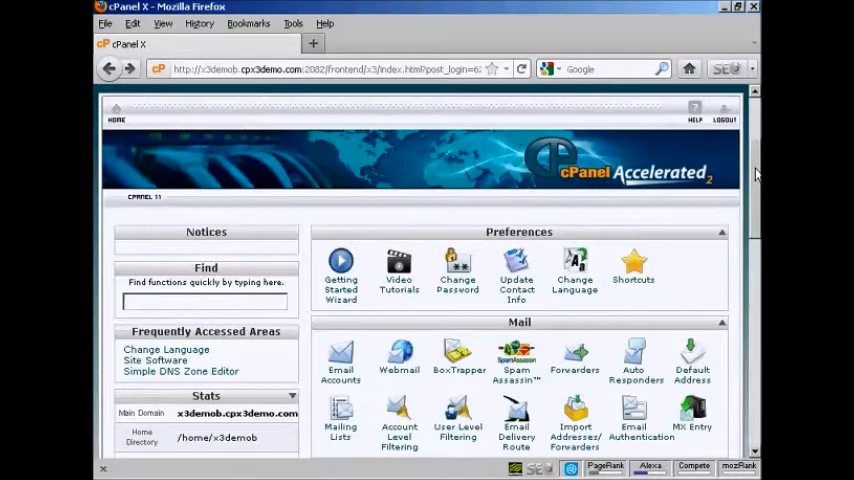 cPanel X - Mozilla Firefox
File Edit View History Bookmarks Tools Help
cP cPanel X
cP http://x3demob.cpx3demo.com:2082/frontend/x3/index.html?post_login=6 Google SEO
HOME HELP LOGOUT
cPanel Accelerated 2
CPANEL 11
Notices
Find
Find functions quickly by typing here.
Frequently Accessed Areas
Change Language
Site Software
Simple DNS Zone Editor
Stats
Main Domain x3demob.cpx3demo.com
Home Directory /home/x3demob
Preferences
Getting Started Wizard
Video Tutorials
Change Password
Update Contact Info
Change Language
Shortcuts
Mail
Email Accounts
Webmail
BoxTrapper
Spam Assassin™
Forwarders
Auto Responders
Default Address
Mailing Lists
Account Level Filtering
User Level Filtering
Email Delivery Route
Import Addresses/ Forwarders
Email Authentication
MX Entry
SEO PageRank Alexa Compete mozRank